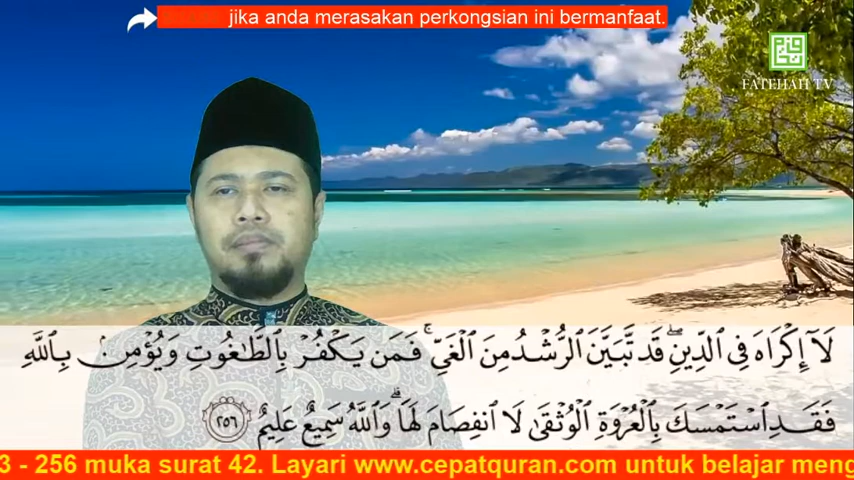 jika anda merasakan perkongsian ini bermanfaat.
FATEHAH TV
لَآ إِكْرَاهَ فِى ٱلدِّينِ ۖ قَد تَّبَيَّنَ ٱلرُّشْدُ مِنَ ٱلْغَىِّ ۚ فَمَن يَكْفُرْ بِٱلطَّـٰغُوتِ وَيُؤْمِنۢ بِٱللَّهِ
فَقَدِ ٱسْتَمْسَكَ بِٱلْعُرْوَةِ ٱلْوُثْقَىٰ لَا ٱنفِصَامَ لَهَا ۗ وَٱللَّهُ سَمِيعٌ عَلِيمٌ ٢٥٦
3 - 256 muka surat 42. Layari www.cepatquran.com untuk belajar meng